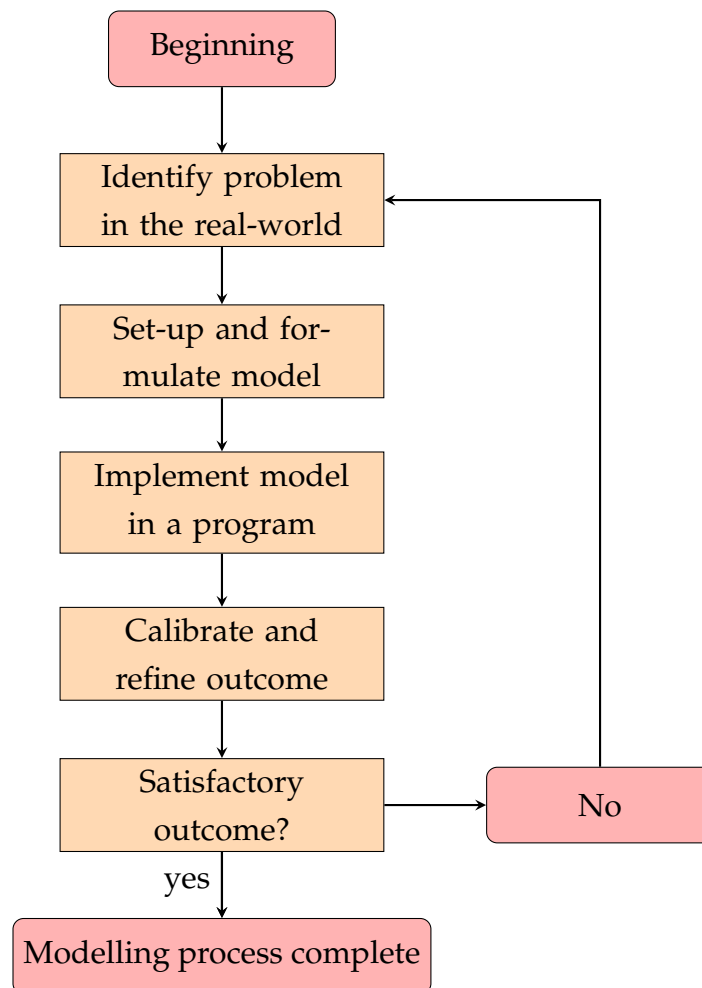 Beginning
Identify problem
in the real-world
Set-up and for-
mulate model
Implement model
in a program
Calibrate and
refine outcome
Satisfactory
outcome?
No
yes
Modelling process complete